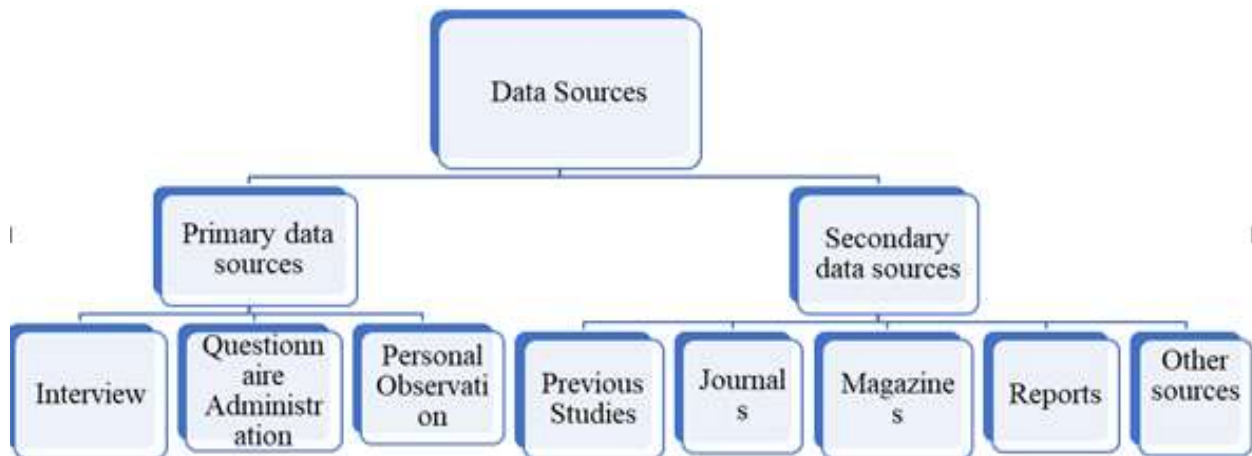 Data Sources
Primary data
sources
Secondary
data sources
Interview
Questionn
aire
Administr
ation
Personal
Observati
on
Previous
Studies
Journal
s
Magazine
s
Reports
Other
sources